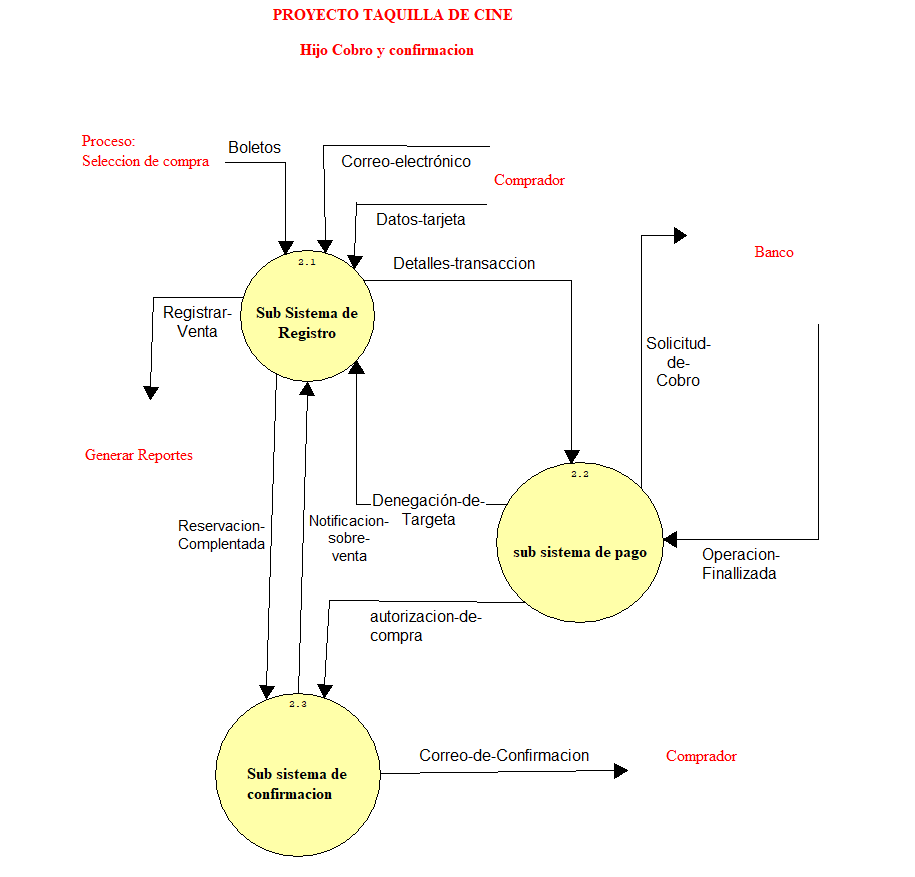 PROYECTO TAQUILLA DE CINE
Hijo Cobro y confirmacion
Proceso:
Seleccion de compra
Boletos
Correo-electrónico
Comprador
Datos-tarjeta
Detalles-transaccion
Banco
2.1
Sub Sistema de
Registro
Registrar-
Venta
Solicitud-
de-
Cobro
Generar Reportes
2.2
sub sistema de pago
Denegación-de-
Targeta
Reservacion-
Complentada
Notificacion-
sobre-
venta
Operacion-
Finallizada
autorizacion-de-
compra
2.3
Sub sistema de
confirmacion
Correo-de-Confirmacion
Comprador